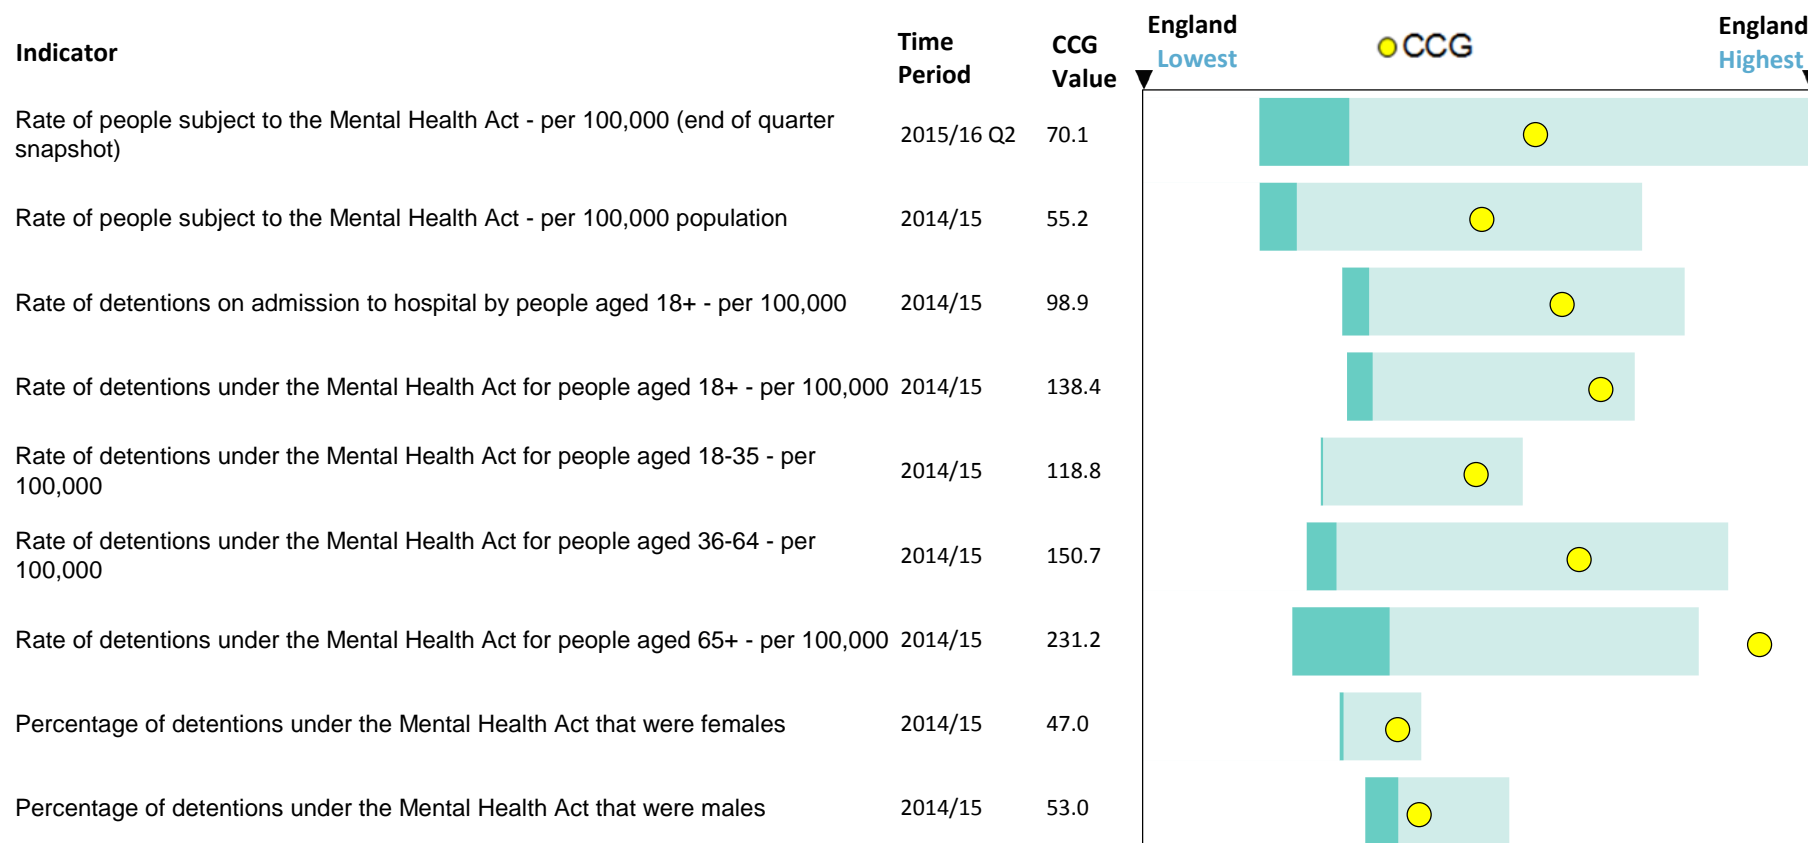 Indicator
Time
Period
CCG
Value
England
Lowest
CCG
England
Highest
Rate of people subject to the Mental Health Act - per 100,000 (end of quarter
snapshot)
2015/16 Q2
70.1
Rate of people subject to the Mental Health Act - per 100,000 population
2014/15
55.2
Rate of detentions on admission to hospital by people aged 18+ - per 100,000
2014/15
98.9
Rate of detentions under the Mental Health Act for people aged 18+ - per 100,000
2014/15
138.4
Rate of detentions under the Mental Health Act for people aged 18-35 - per
100,000
2014/15
118.8
Rate of detentions under the Mental Health Act for people aged 36-64 - per
100,000
2014/15
150.7
Rate of detentions under the Mental Health Act for people aged 65+ - per 100,000
2014/15
231.2
Percentage of detentions under the Mental Health Act that were females
2014/15
47.0
Percentage of detentions under the Mental Health Act that were males
2014/15
53.0